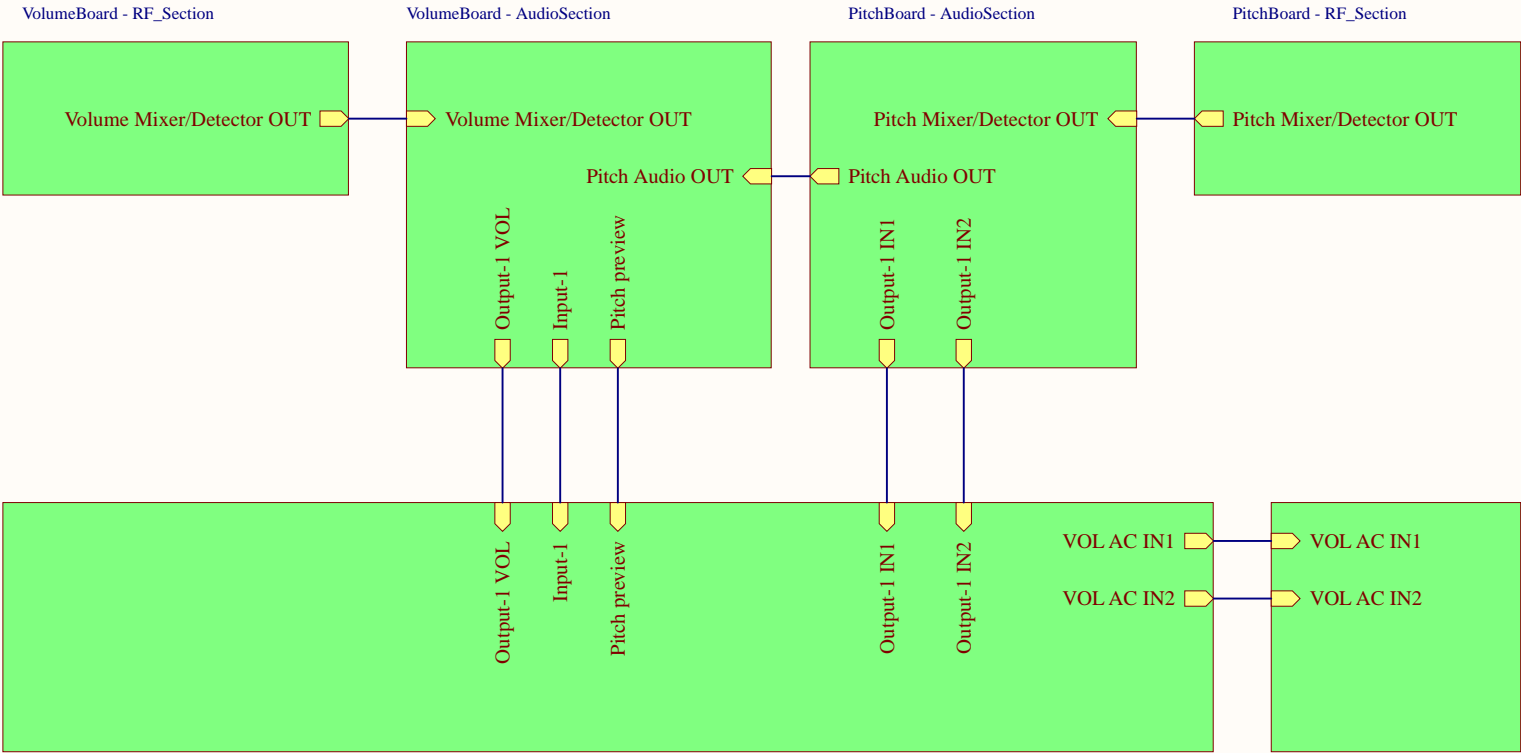 VolumeBoard - RF_Section
VolumeBoard - AudioSection
PitchBoard - AudioSection
PitchBoard - RF_Section
Volume Mixer/Detector OUT
Volume Mixer/Detector OUT
Pitch Mixer/Detector OUT
Pitch Mixer/Detector OUT
Pitch Audio OUT
Pitch Audio OUT
Output-1 VOL
Input-1
Pitch preview
Output-1 IN1
Output-1 IN2
Output-1 VOL
Input-1
Pitch preview
Output-1 IN1
Output-1 IN2
VOL AC IN1
VOL AC IN1
VOL AC IN2
VOL AC IN2